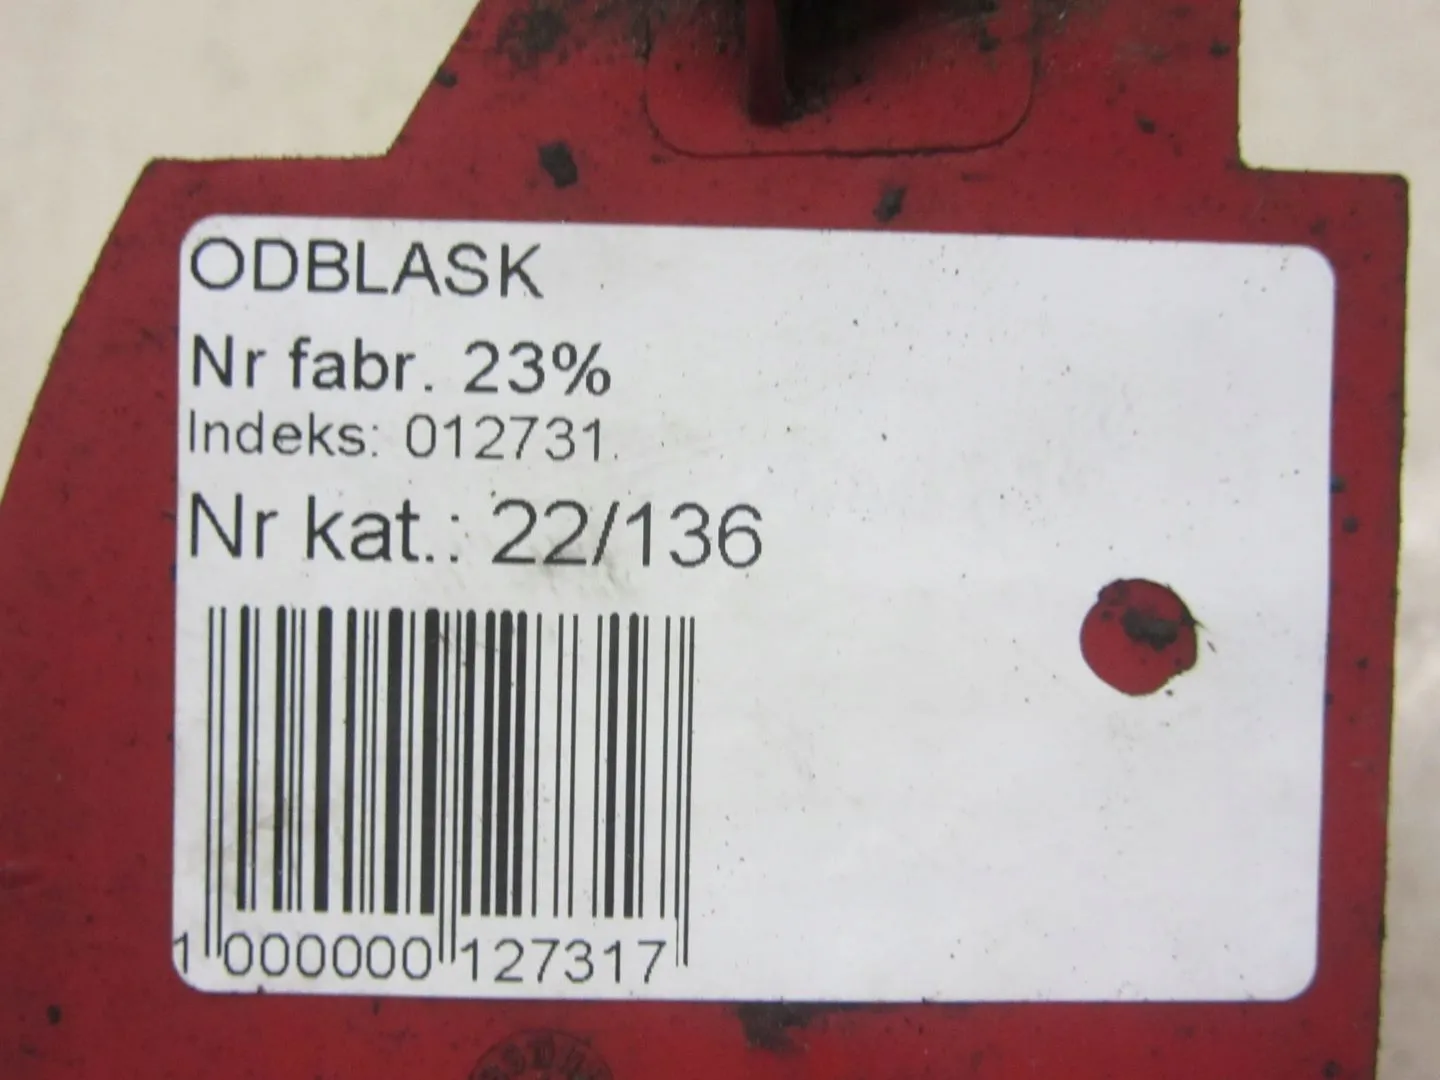 ODBLASK
Nr fabr. 23%
Indeks: 012731.
Nr kat.: 22/136
1 000000 127317